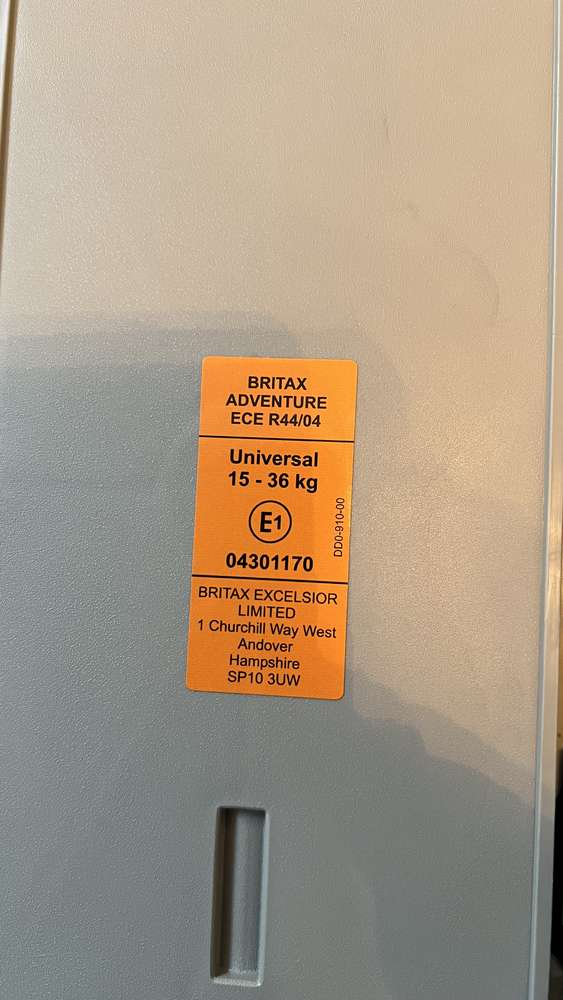 BRITAX
ADVENTURE
ECE R44/04
Universal
15 - 36 kg
E1
04301170
DD0-910-00
BRITAX EXCELSIOR
LIMITED
1 Churchill Way West
Andover
Hampshire
SP10 3UW